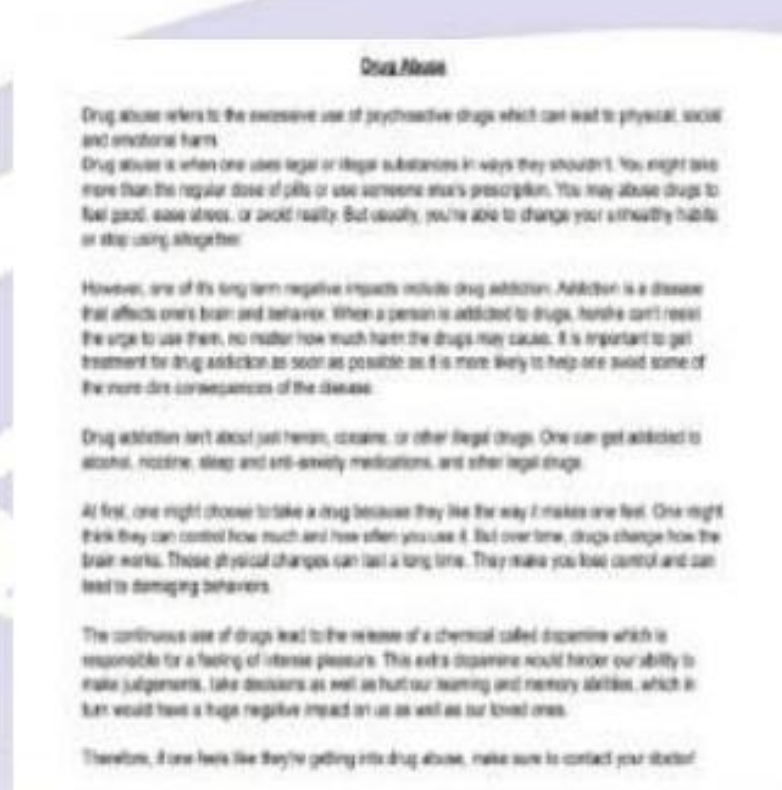 Drug Abuse
Drug abuse refers to the excessive use of psychoactive drugs which can lead to physical, social
and emotional harm.
Drug abuse is when one uses legal or illegal substances in ways they shouldn't. You might take
more than the regular dose of pills or use someone else's prescription. You may abuse drugs to
feel good, ease stress, or avoid reality. But usually, you're able to change your unhealthy habits
or stop using altogether.
However, one of its long term negative impacts include drug addiction. Addiction is a disease
that affects one's brain and behavior. When a person is addicted to drugs, he/she can't resist
the urge to use them, no matter how much harm the drugs may cause. It is important to get
treatment for drug addiction as soon as possible as it is more likely to help one avoid some of
the more dire consequences of the disease.
Drug addiction isn't about just heroin, cocaine, or other illegal drugs. One can get addicted to
alcohol, nicotine, sleep and anti-anxiety medications, and other legal drugs.
At first, one might choose to take a drug because they like the way it makes one feel. One might
think they can control how much and how often you use it. But over time, drugs change how the
brain works. These physical changes can last a long time. They make you lose control and can
lead to damaging behaviors.
The continuous use of drugs lead to the release of a chemical called dopamine which is
responsible for a feeling of intense pleasure. This extra dopamine would hinder our ability to
make judgements, take decisions as well as hurt our learning and memory abilities, which in
turn would have a huge negative impact on us as well as our loved ones.
Therefore, if one feels like they're getting into drug abuse, make sure to contact your doctor!